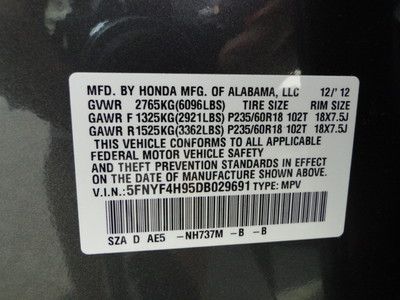 MFD. BY HONDA MFG. OF ALABAMA, LLC 12/'12
GVWR 2765KG(6096LBS) TIRE SIZE RIM SIZE
GAWR F 1325KG(2921LBS) P235/60R18 102T 18X7.5J
GAWR R1525KG(3362LBS) P235/60R18 102T 18X7.5J
THIS VEHICLE CONFORMS TO ALL APPLICABLE
FEDERAL MOTOR VEHICLE SAFETY AND
THEFT PREVENTION STANDARDS IN EFFECT ON
THE DATE OF MANUFACTURE SHOWN ABOVE.
V.I.N.: 5FNYF4H95DB029691 TYPE: MPV
SZA D AE5 -NH737M -B -B